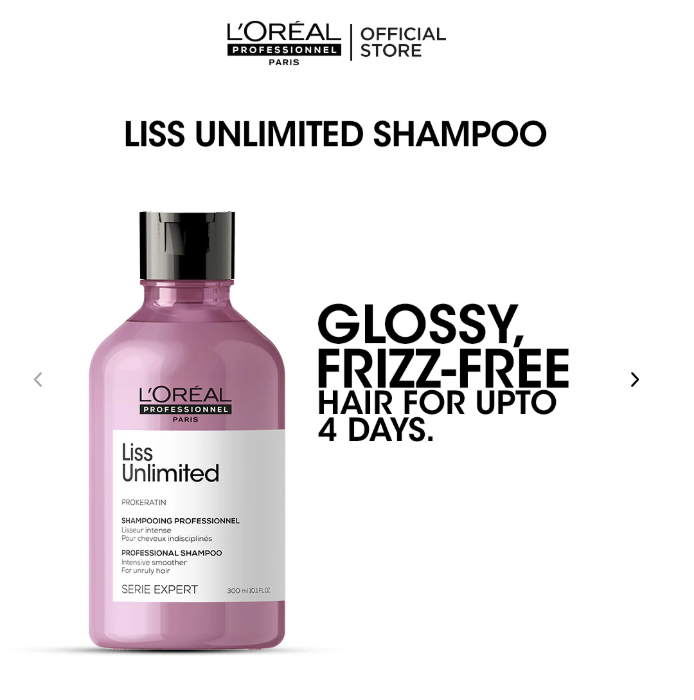 L'ORÉAL
PROFESSIONNEL
PARIS
OFFICIAL
STORE
LISS UNLIMITED SHAMPOO
GLOSSY,
FRIZZ-FREE
HAIR FOR UPTO
4 DAYS.
L'ORÉAL
PROFESSIONNEL
PARIS
Liss
Unlimited
PROKERATIN
SHAMPOOING PROFESSIONNEL
Lisseur intense
Pour cheveux indisciplinés
PROFESSIONAL SHAMPOO
Intensive smoother
For unruly hair
SERIE EXPERT
300 ml 10.1 FL.OZ